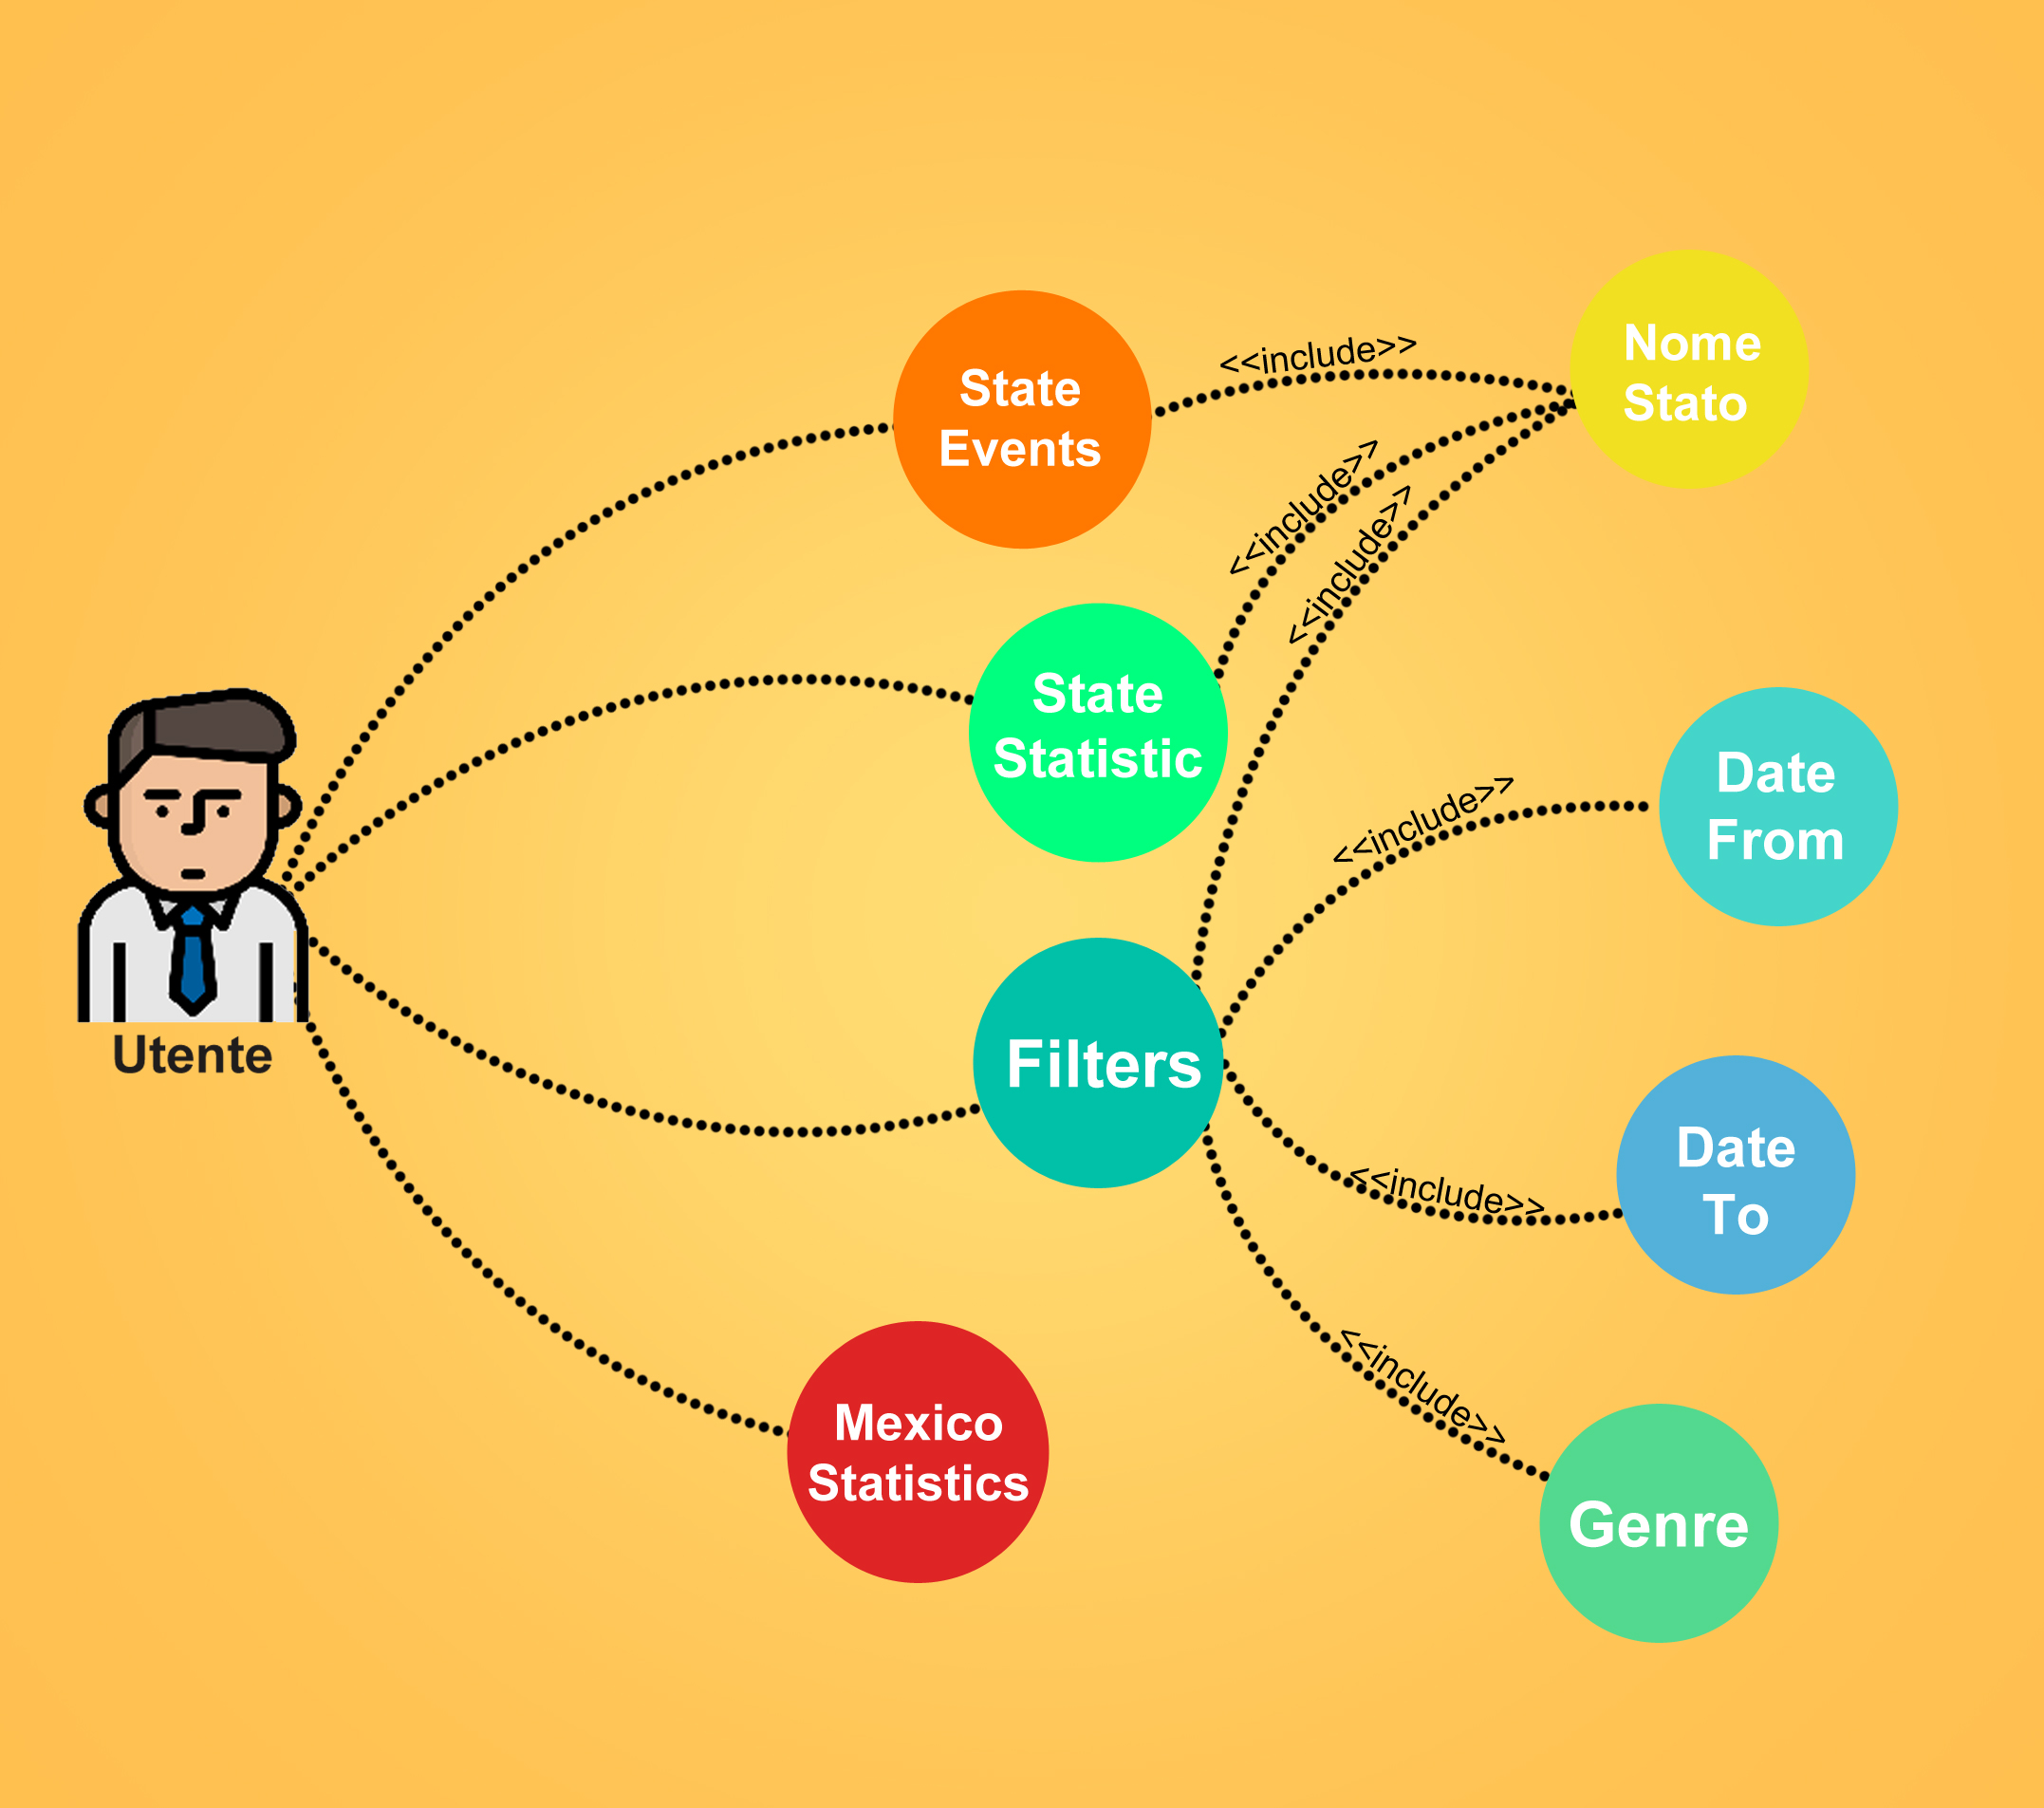 State
Events
<<include>>
Nome
Stato
<<include>>
<<include>>
State
Statistic
<<include>>
Date
From
Utente
Filters
<<include>>
Date
To
<<include>>
Mexico
Statistics
Genre